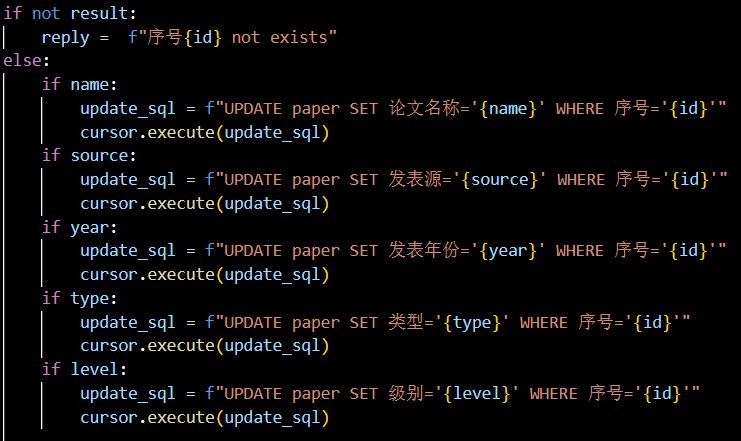 if not result:
    reply =  f"序号{id} not exists"
else:
    if name:
        update_sql = f"UPDATE paper SET 论文名称='{name}' WHERE 序号='{id}'"
        cursor.execute(update_sql)
    if source:
        update_sql = f"UPDATE paper SET 发表源='{source}' WHERE 序号='{id}'"
        cursor.execute(update_sql)
    if year:
        update_sql = f"UPDATE paper SET 发表年份='{year}' WHERE 序号='{id}'"
        cursor.execute(update_sql)
    if type:
        update_sql = f"UPDATE paper SET 类型='{type}' WHERE 序号='{id}'"
        cursor.execute(update_sql)
    if level:
        update_sql = f"UPDATE paper SET 级别='{level}' WHERE 序号='{id}'"
        cursor.execute(update_sql)